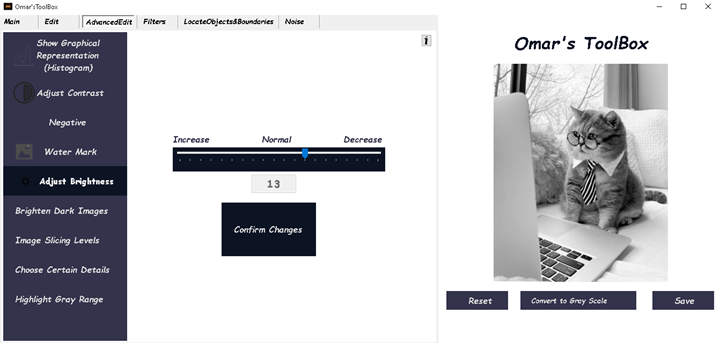 Omar'sToolBox
Main Edit AdvancedEdit Filters LocateObjects&Boundaries Noise
Show Graphical
Representation
(Histogram)
Adjust Contrast
Negative
Water Mark
Adjust Brightness
Brighten Dark Images
Image Slicing Levels
Choose Certain Details
Highlight Gray Range
i
Increase Normal Decrease
13
Confirm Changes
Omar's ToolBox
Reset Convert to Gray Scale Save